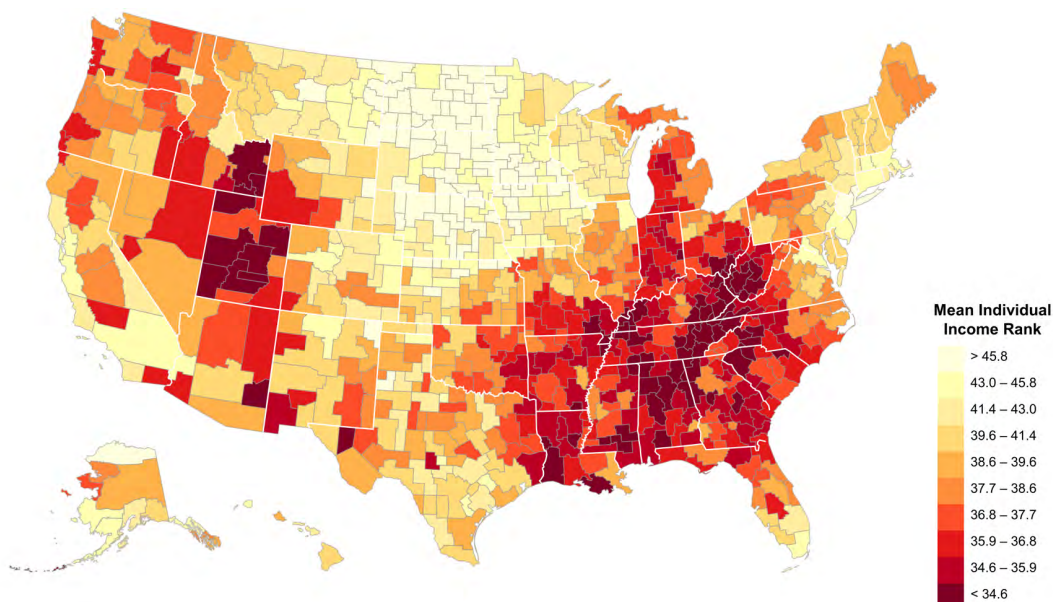 Mean Individual
Income Rank
> 45.8
43.0 – 45.8
41.4 – 43.0
39.6 – 41.4
38.6 – 39.6
37.7 – 38.6
36.8 – 37.7
35.9 – 36.8
34.6 – 35.9
< 34.6